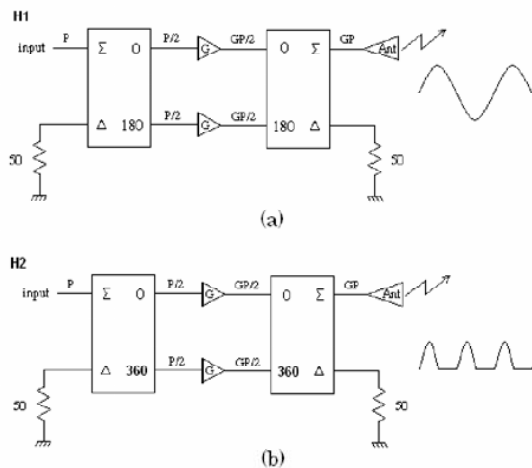 H1
input P Σ 0 P/2 G GP/2 0 Σ GP Ant
Δ 180 P/2 G GP/2 180 Δ
50 50
(a)
H2
input P Σ 0 P/2 G GP/2 0 Σ GP Ant
Δ 360 P/2 G GP/2 360 Δ
50 50
(b)